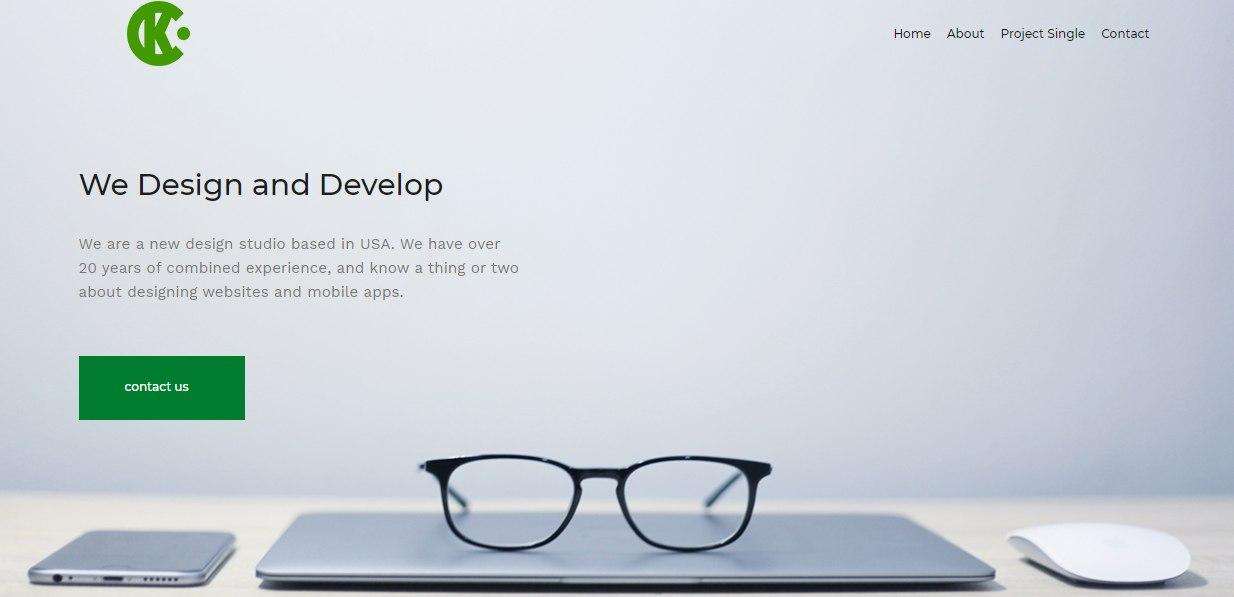 CK
Home About Project Single Contact
We Design and Develop
We are a new design studio based in USA. We have over
20 years of combined experience, and know a thing or two
about designing websites and mobile apps.
contact us